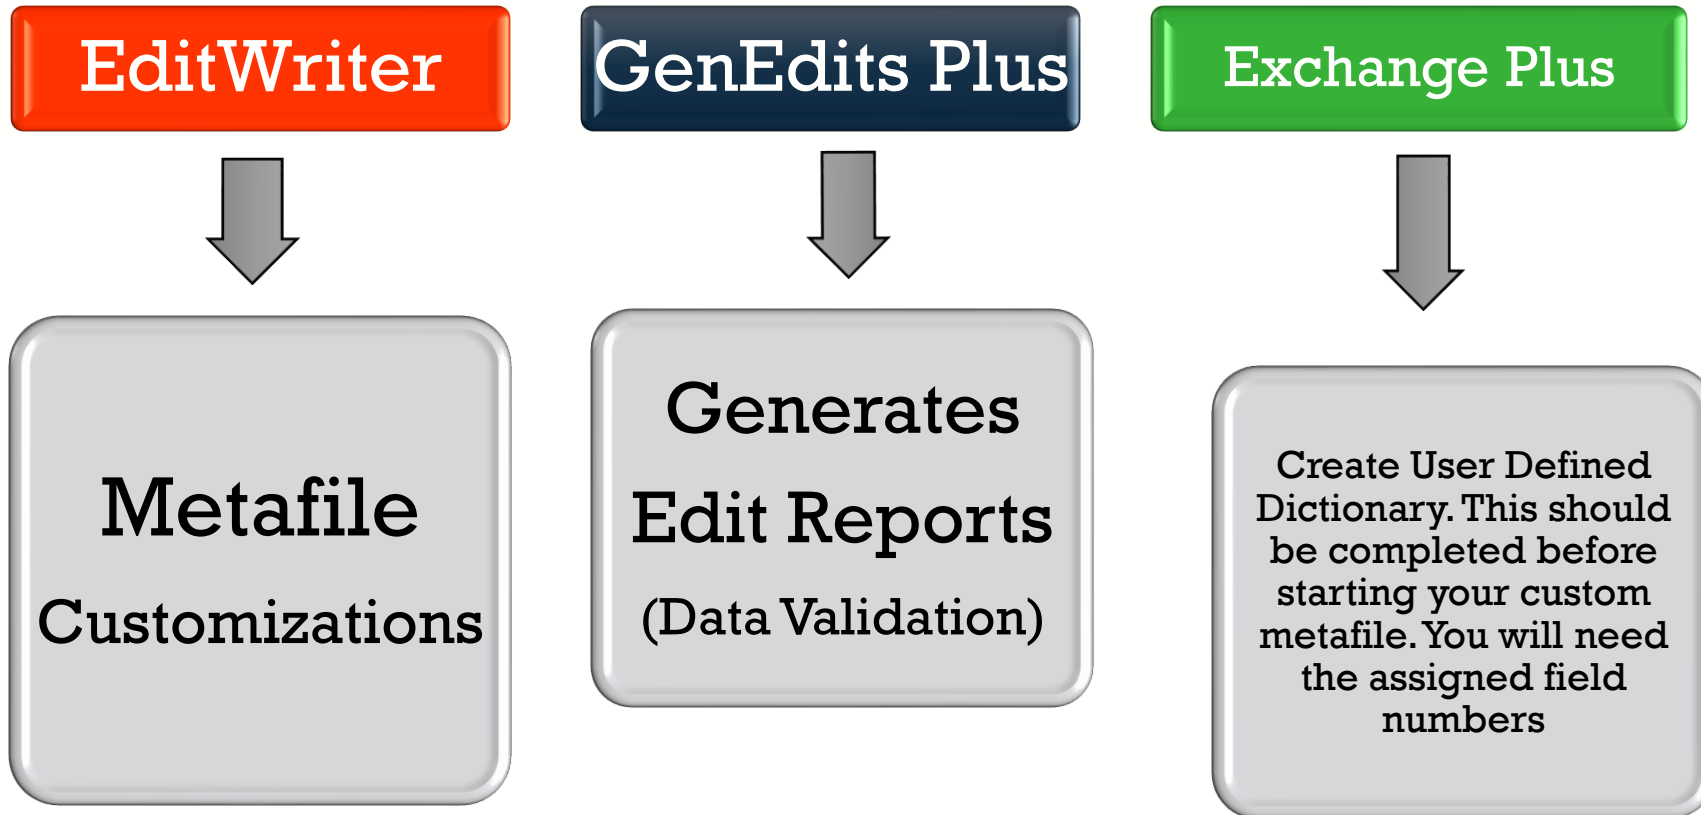 EditWriter
GenEdits Plus
Exchange Plus
Metafile
Customizations
Generates
Edit Reports
(Data Validation)
Create User Defined
Dictionary. This should
be completed before
starting your custom
metafile. You will need
the assigned field
numbers